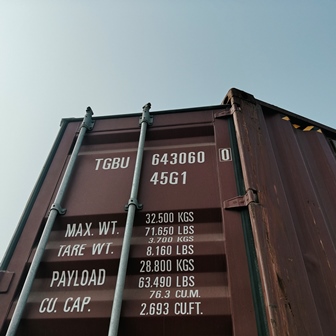 TGBU 643060 0
45G1
MAX. WT. 32.500 KGS
71.650 LBS
TARE WT. 3.700 KGS
8.160 LBS
PAYLOAD 28.800 KGS
63.490 LBS
CU. CAP. 76.3 CU.M.
2.693 CU.FT.